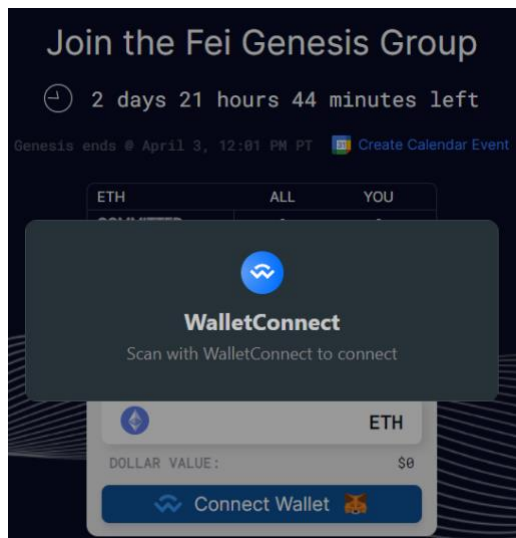 Join the Fei Genesis Group
2 days 21 hours 44 minutes left
Genesis ends @ April 3, 12:01 PM PT Create Calendar Event
ETH ALL YOU
WalletConnect
Scan with WalletConnect to connect
ETH
DOLLAR VALUE: $0
Connect Wallet